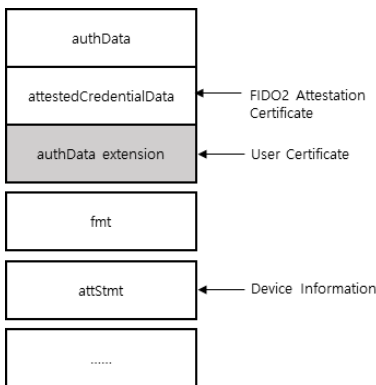 authData
attestedCredentialData
FIDO2 Attestation
Certificate
authData extension
User Certificate
fmt
attStmt
Device Information
......